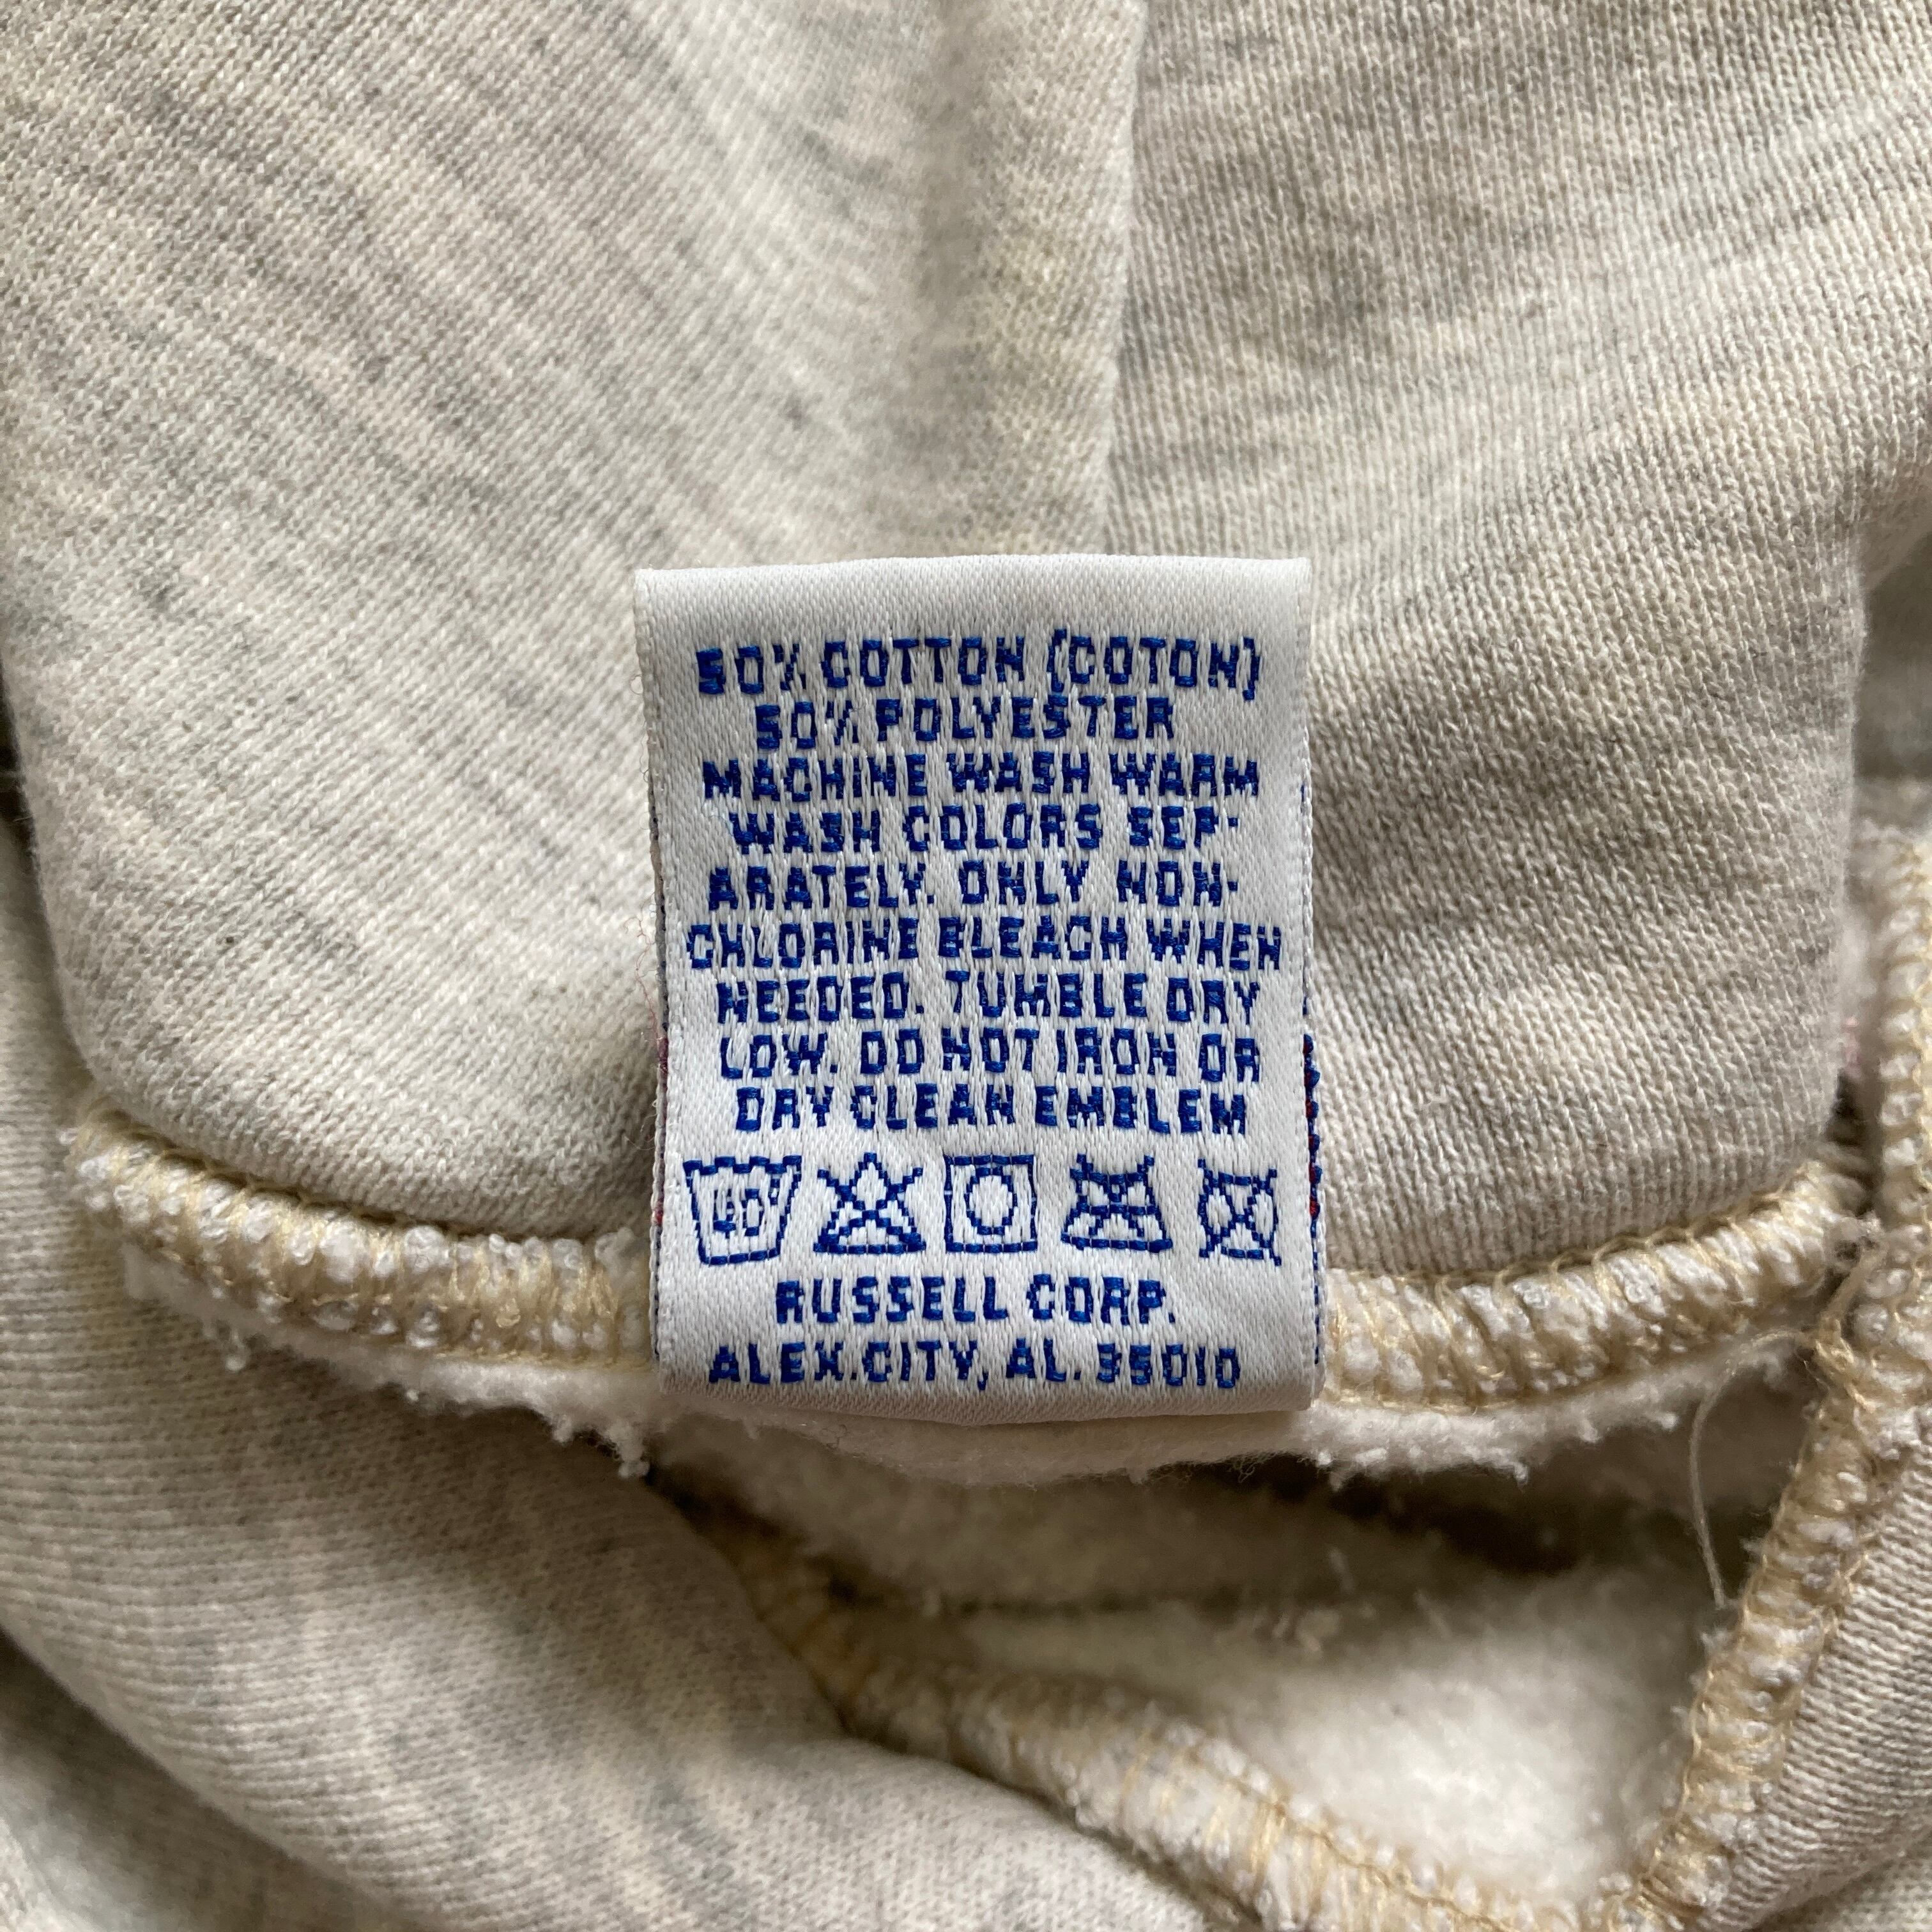 50% COTTON (COTON)
50% POLYESTER
MACHINE WASH WARM
WASH COLORS SEP-
ARATELY. ONLY NON-
CHLORINE BLEACH WHEN
NEEDED. TUMBLE DRY
LOW. DO NOT IRON OR
DRY CLEAN EMBLEM
40°
RUSSELL CORP.
ALEX.CITY, AL. 35010